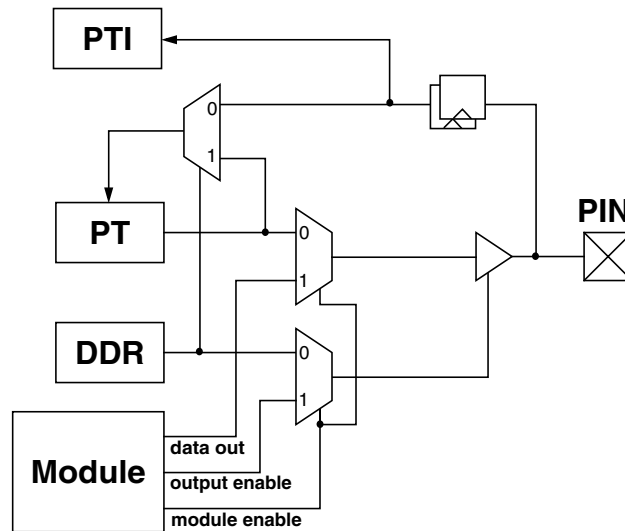 PTI
0
1
PT
PIN
0
1
DDR
0
1
Module
data out
output enable
module enable